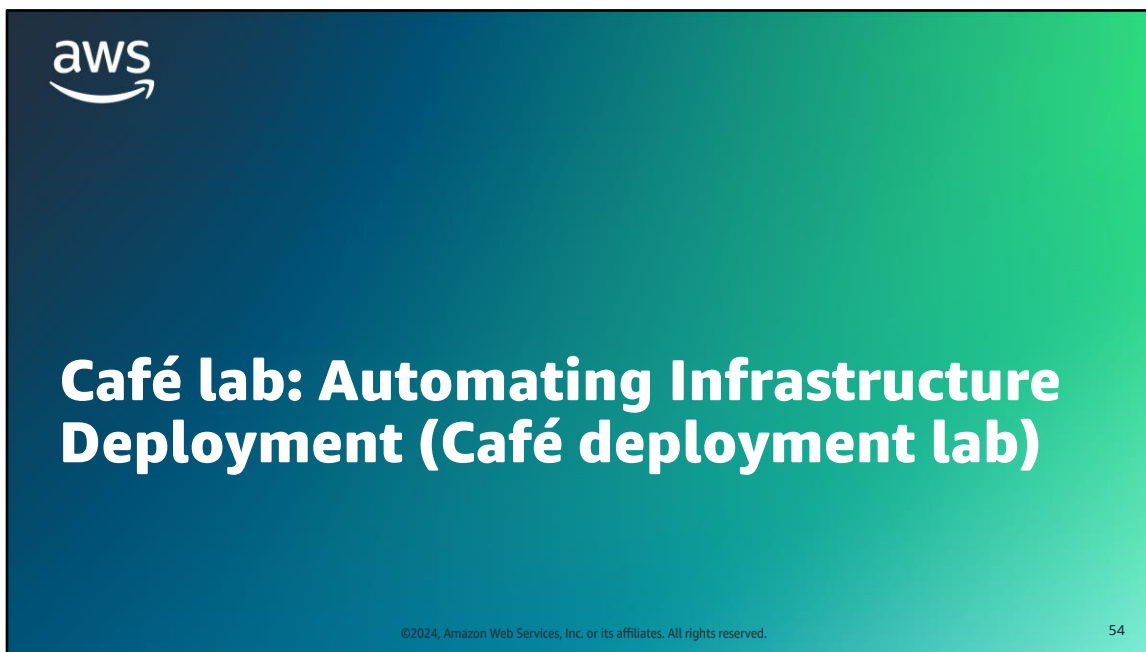 aws
Café lab: Automating Infrastructure
Deployment (Café deployment lab)
©2024, Amazon Web Services, Inc. or its affiliates. All rights reserved.
54